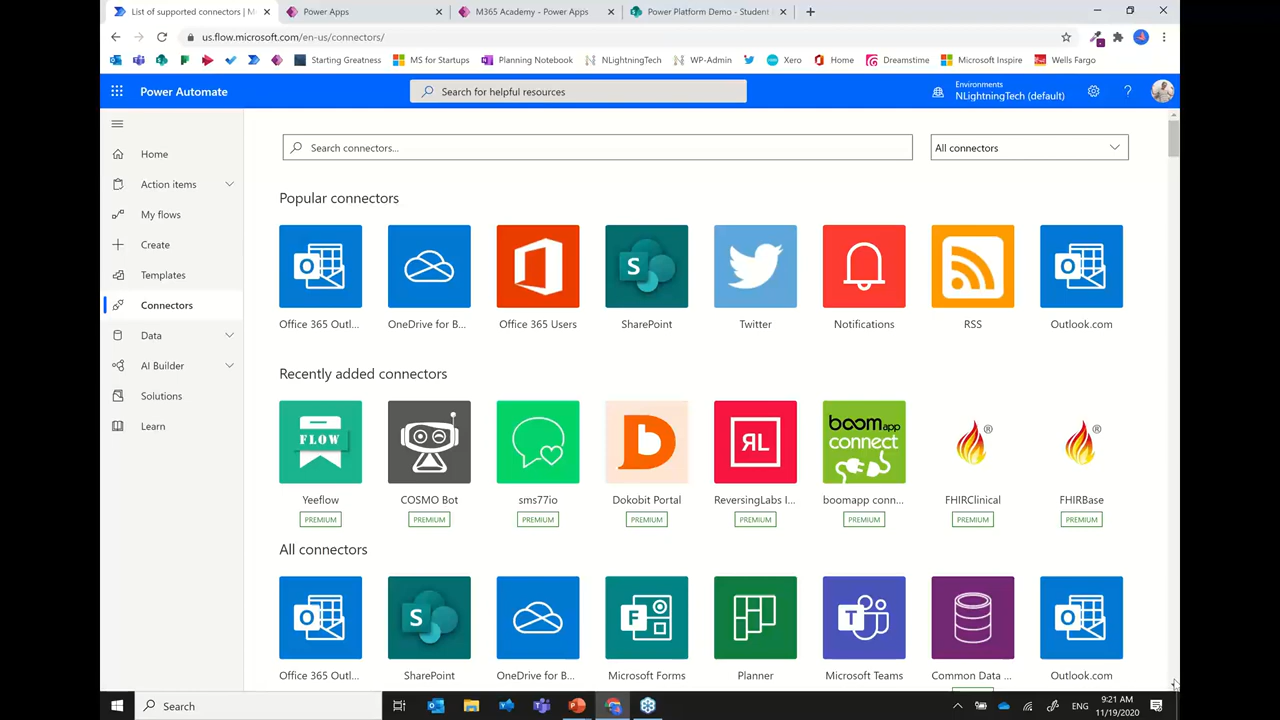 List of supported connectors | M
Power Apps
M365 Academy - Power Apps
Power Platform Demo - Student
us.flow.microsoft.com/en-us/connectors/
Starting Greatness
MS for Startups
Planning Notebook
NLightningTech
WP-Admin
Xero
Home
Dreamstime
Microsoft Inspire
Wells Fargo
Power Automate
Search for helpful resources
Environments
NLightningTech (default)
Home
Action items
My flows
Create
Templates
Connectors
Data
AI Builder
Solutions
Learn
Search connectors...
All connectors
Popular connectors
Office 365 Outl...
OneDrive for B...
Office 365 Users
SharePoint
Twitter
Notifications
RSS
Outlook.com
Recently added connectors
FLOW
boomapp
connect
Yeeflow
COSMO Bot
sms77io
Dokobit Portal
ReversingLabs I...
boomapp conn...
FHIRClinical
FHIRBase
PREMIUM
PREMIUM
PREMIUM
PREMIUM
PREMIUM
PREMIUM
PREMIUM
PREMIUM
All connectors
Office 365 Outl...
SharePoint
OneDrive for B...
Microsoft Forms
Planner
Microsoft Teams
Common Data ...
Outlook.com
Search
ENG
9:21 AM
11/19/2020